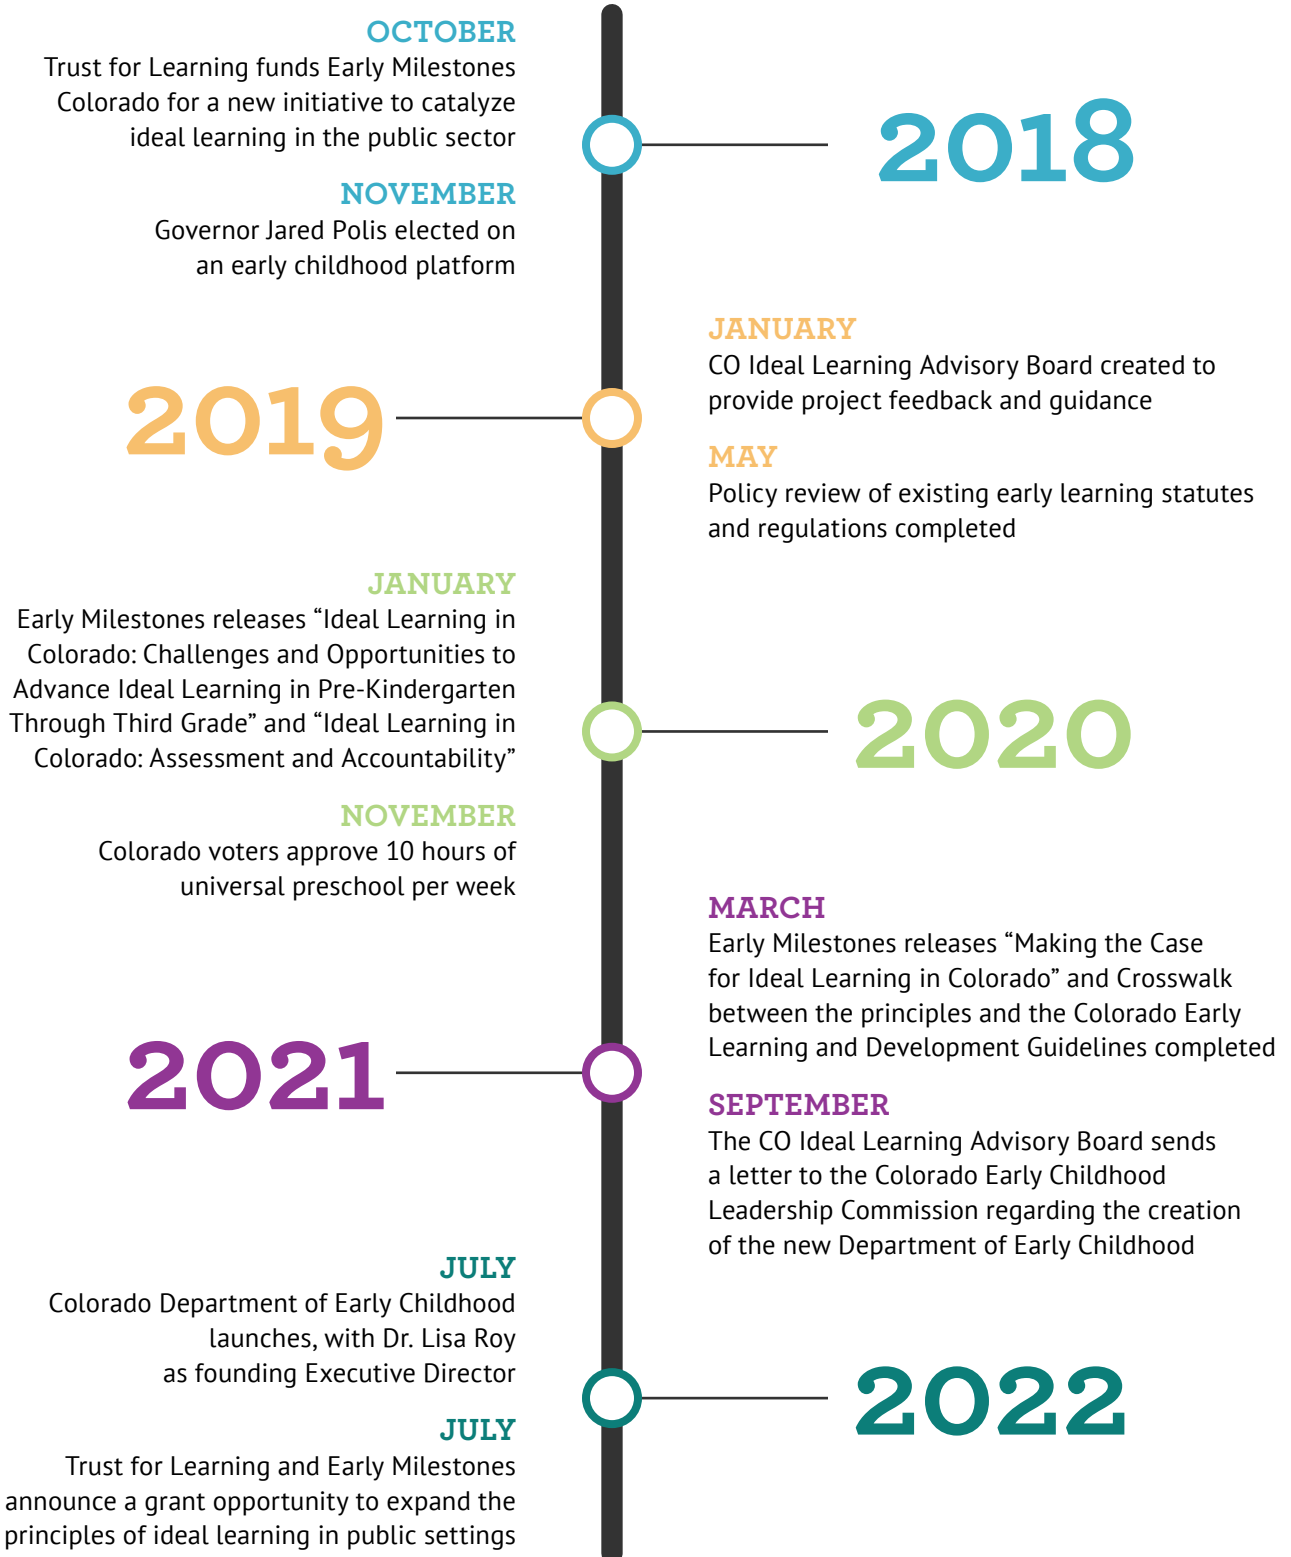 OCTOBER
Trust for Learning funds Early Milestones
Colorado for a new initiative to catalyze
ideal learning in the public sector
NOVEMBER
Governor Jared Polis elected on
an early childhood platform
2018
2019
JANUARY
CO Ideal Learning Advisory Board created to
provide project feedback and guidance
MAY
Policy review of existing early learning statutes
and regulations completed
JANUARY
Early Milestones releases “Ideal Learning in
Colorado: Challenges and Opportunities to
Advance Ideal Learning in Pre-Kindergarten
Through Third Grade” and “Ideal Learning in
Colorado: Assessment and Accountability”
NOVEMBER
Colorado voters approve 10 hours of
universal preschool per week
2020
2021
MARCH
Early Milestones releases “Making the Case
for Ideal Learning in Colorado” and Crosswalk
between the principles and the Colorado Early
Learning and Development Guidelines completed
SEPTEMBER
The CO Ideal Learning Advisory Board sends
a letter to the Colorado Early Childhood
Leadership Commission regarding the creation
of the new Department of Early Childhood
JULY
Colorado Department of Early Childhood
launches, with Dr. Lisa Roy
as founding Executive Director
JULY
Trust for Learning and Early Milestones
announce a grant opportunity to expand the
principles of ideal learning in public settings
2022